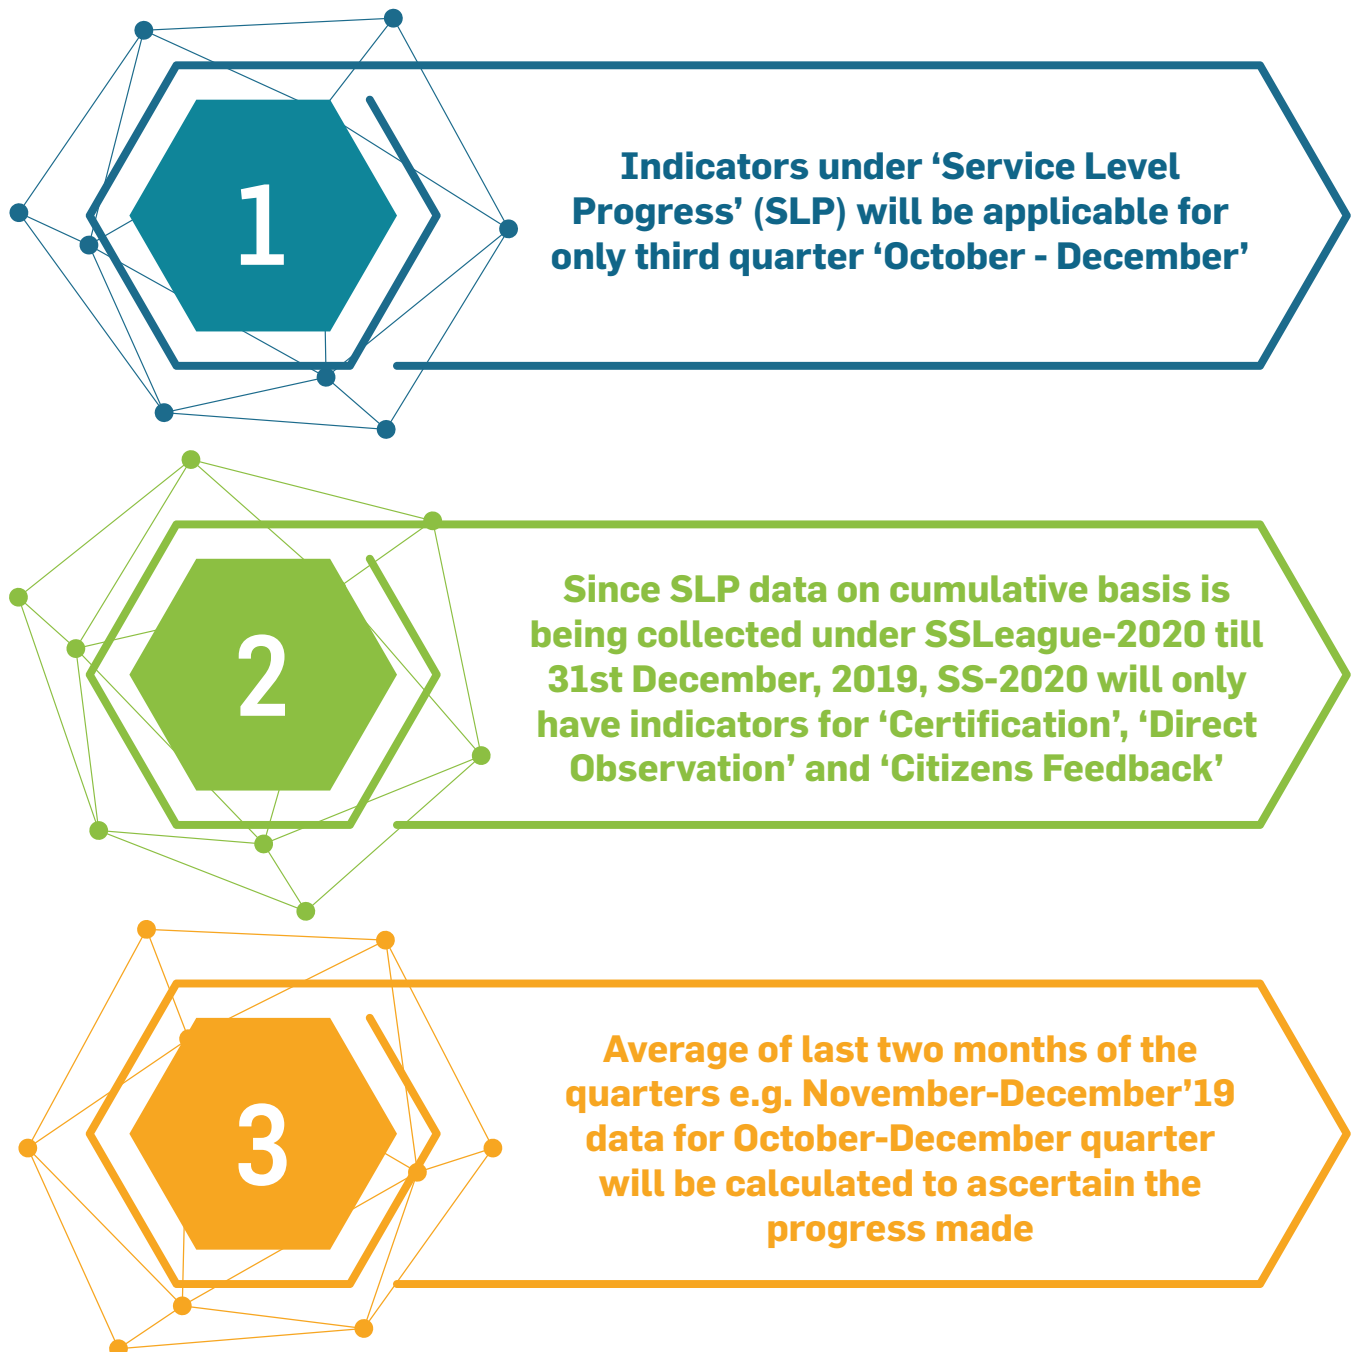 1
Indicators under ‘Service Level
Progress’ (SLP) will be applicable for
only third quarter ‘October - December’
2
Since SLP data on cumulative basis is
being collected under SSLeague-2020 till
31st December, 2019, SS-2020 will only
have indicators for ‘Certification’, ‘Direct
Observation’ and ‘Citizens Feedback’
3
Average of last two months of the
quarters e.g. November-December’19
data for October-December quarter
will be calculated to ascertain the
progress made